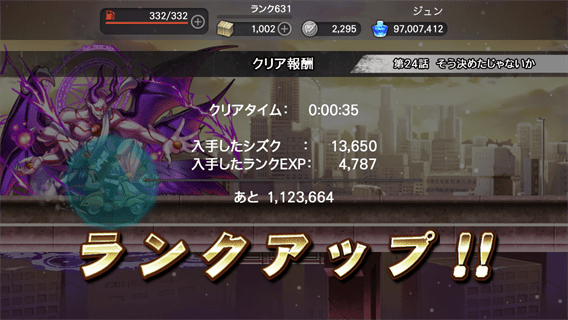 ランク631
ジュン
332/332
1,002
2,295
97,007,412
クリア報酬
第24話 そう決めたじゃないか
クリアタイム: 0:00:35
入手したシズク : 13,650
入手したランクEXP: 4,787
あと 1,123,664
ランクアップ!!